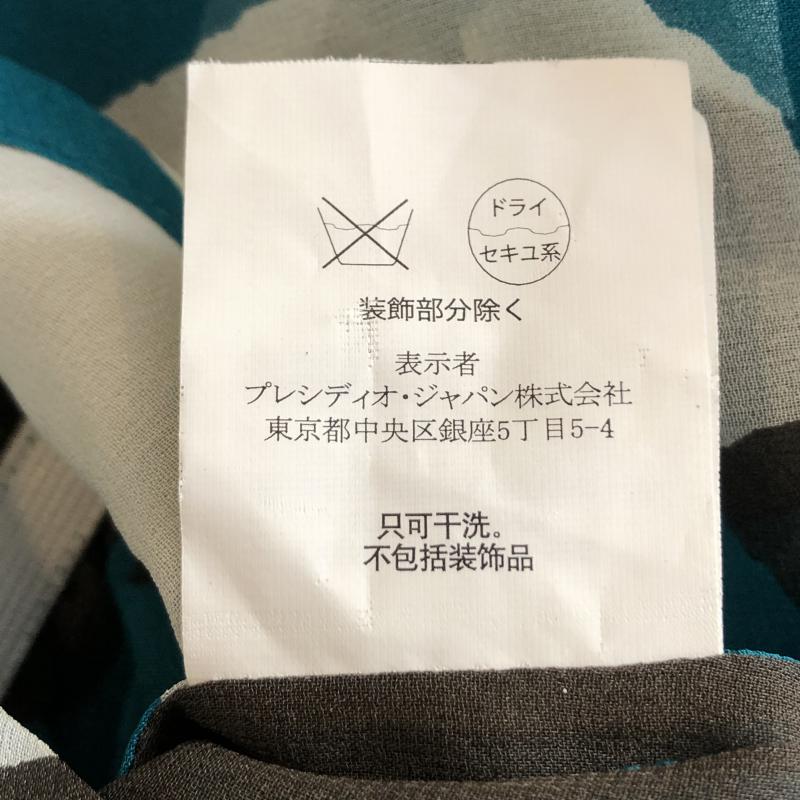 ドライ
セキユ系
装飾部分除く
表示者
プレシディオ・ジャパン株式会社
東京都中央区銀座5丁目5-4
只可干洗。
不包括装饰品